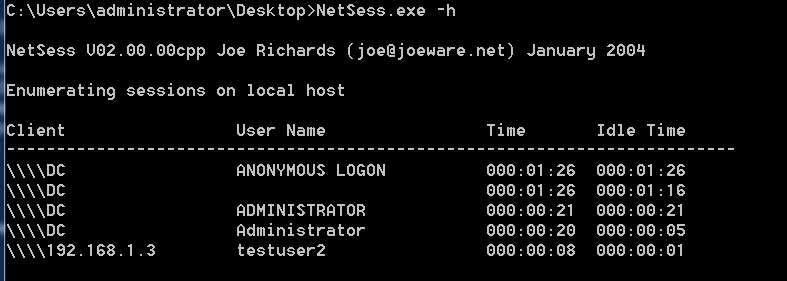 C:\Users\administrator\Desktop>NetSess.exe -h
NetSess V02.00.00cpp Joe Richards (joe@joeware.net) January 2004
Enumerating sessions on local host
Client User Name Time Idle Time
-------------------------------------------------------------------------
\\\\DC ANONYMOUS LOGON 000:01:26 000:01:26
\\\\DC 000:01:26 000:01:16
\\\\DC ADMINISTRATOR 000:00:21 000:00:21
\\\\DC Administrator 000:00:20 000:00:05
\\\\192.168.1.3 testuser2 000:00:08 000:00:01